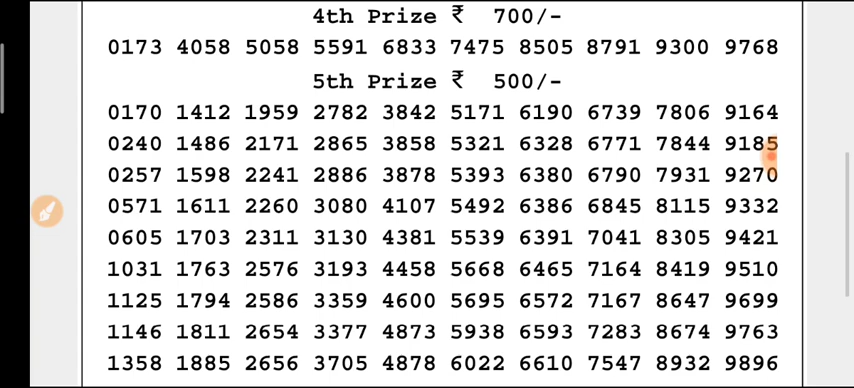 4th Prize ₹ 700/-
0173 4058 5058 5591 6833 7475 8505 8791 9300 9768
5th Prize ₹ 500/-
0170 1412 1959 2782 3842 5171 6190 6739 7806 9164
0240 1486 2171 2865 3858 5321 6328 6771 7844 9185
0257 1598 2241 2886 3878 5393 6380 6790 7931 9270
0571 1611 2260 3080 4107 5492 6386 6845 8115 9332
0605 1703 2311 3130 4381 5539 6391 7041 8305 9421
1031 1763 2576 3193 4458 5668 6465 7164 8419 9510
1125 1794 2586 3359 4600 5695 6572 7167 8647 9699
1146 1811 2654 3377 4873 5938 6593 7283 8674 9763
1358 1885 2656 3705 4878 6022 6610 7547 8932 9896